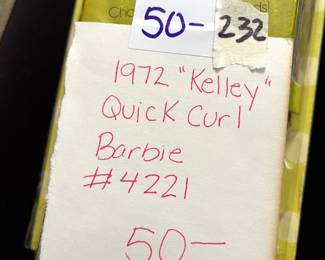 50-
232
1972 "Kelley"
Quick Curl
Barbie
#4221
50-